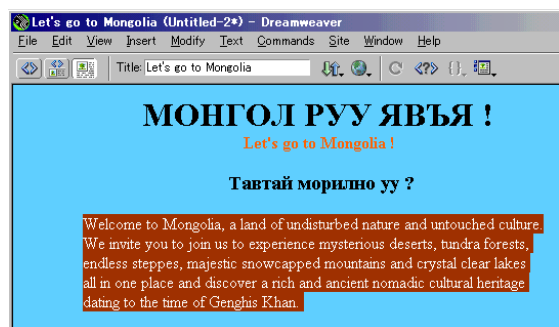 Let's go to Mongolia (Untitled-2*) - Dreamweaver
File Edit View Insert Modify Text Commands Site Window Help
Title: Let's go to Mongolia
МОНГОЛ РУУ ЯВЪЯ !
Let's go to Mongolia !
Тавтай морилно уу ?
Welcome to Mongolia, a land of undisturbed nature and untouched culture.
We invite you to join us to experience mysterious deserts, tundra forests,
endless steppes, majestic snowcapped mountains and crystal clear lakes
all in one place and discover a rich and ancient nomadic cultural heritage
dating to the time of Genghis Khan.